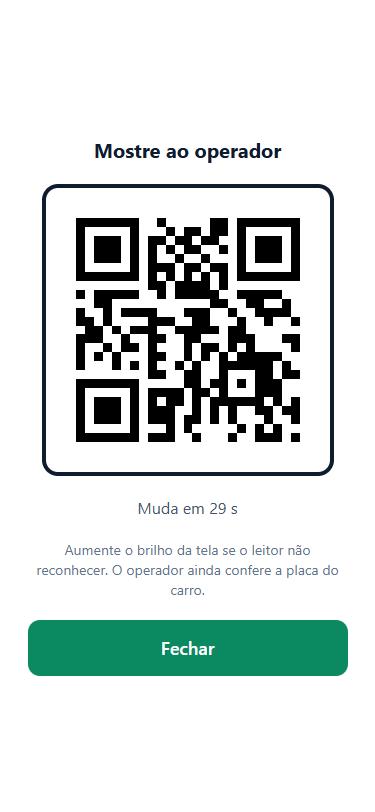 Mostre ao operador
Muda em 29 s
Aumente o brilho da tela se o leitor não
reconhecer. O operador ainda confere a placa do
carro.
Fechar